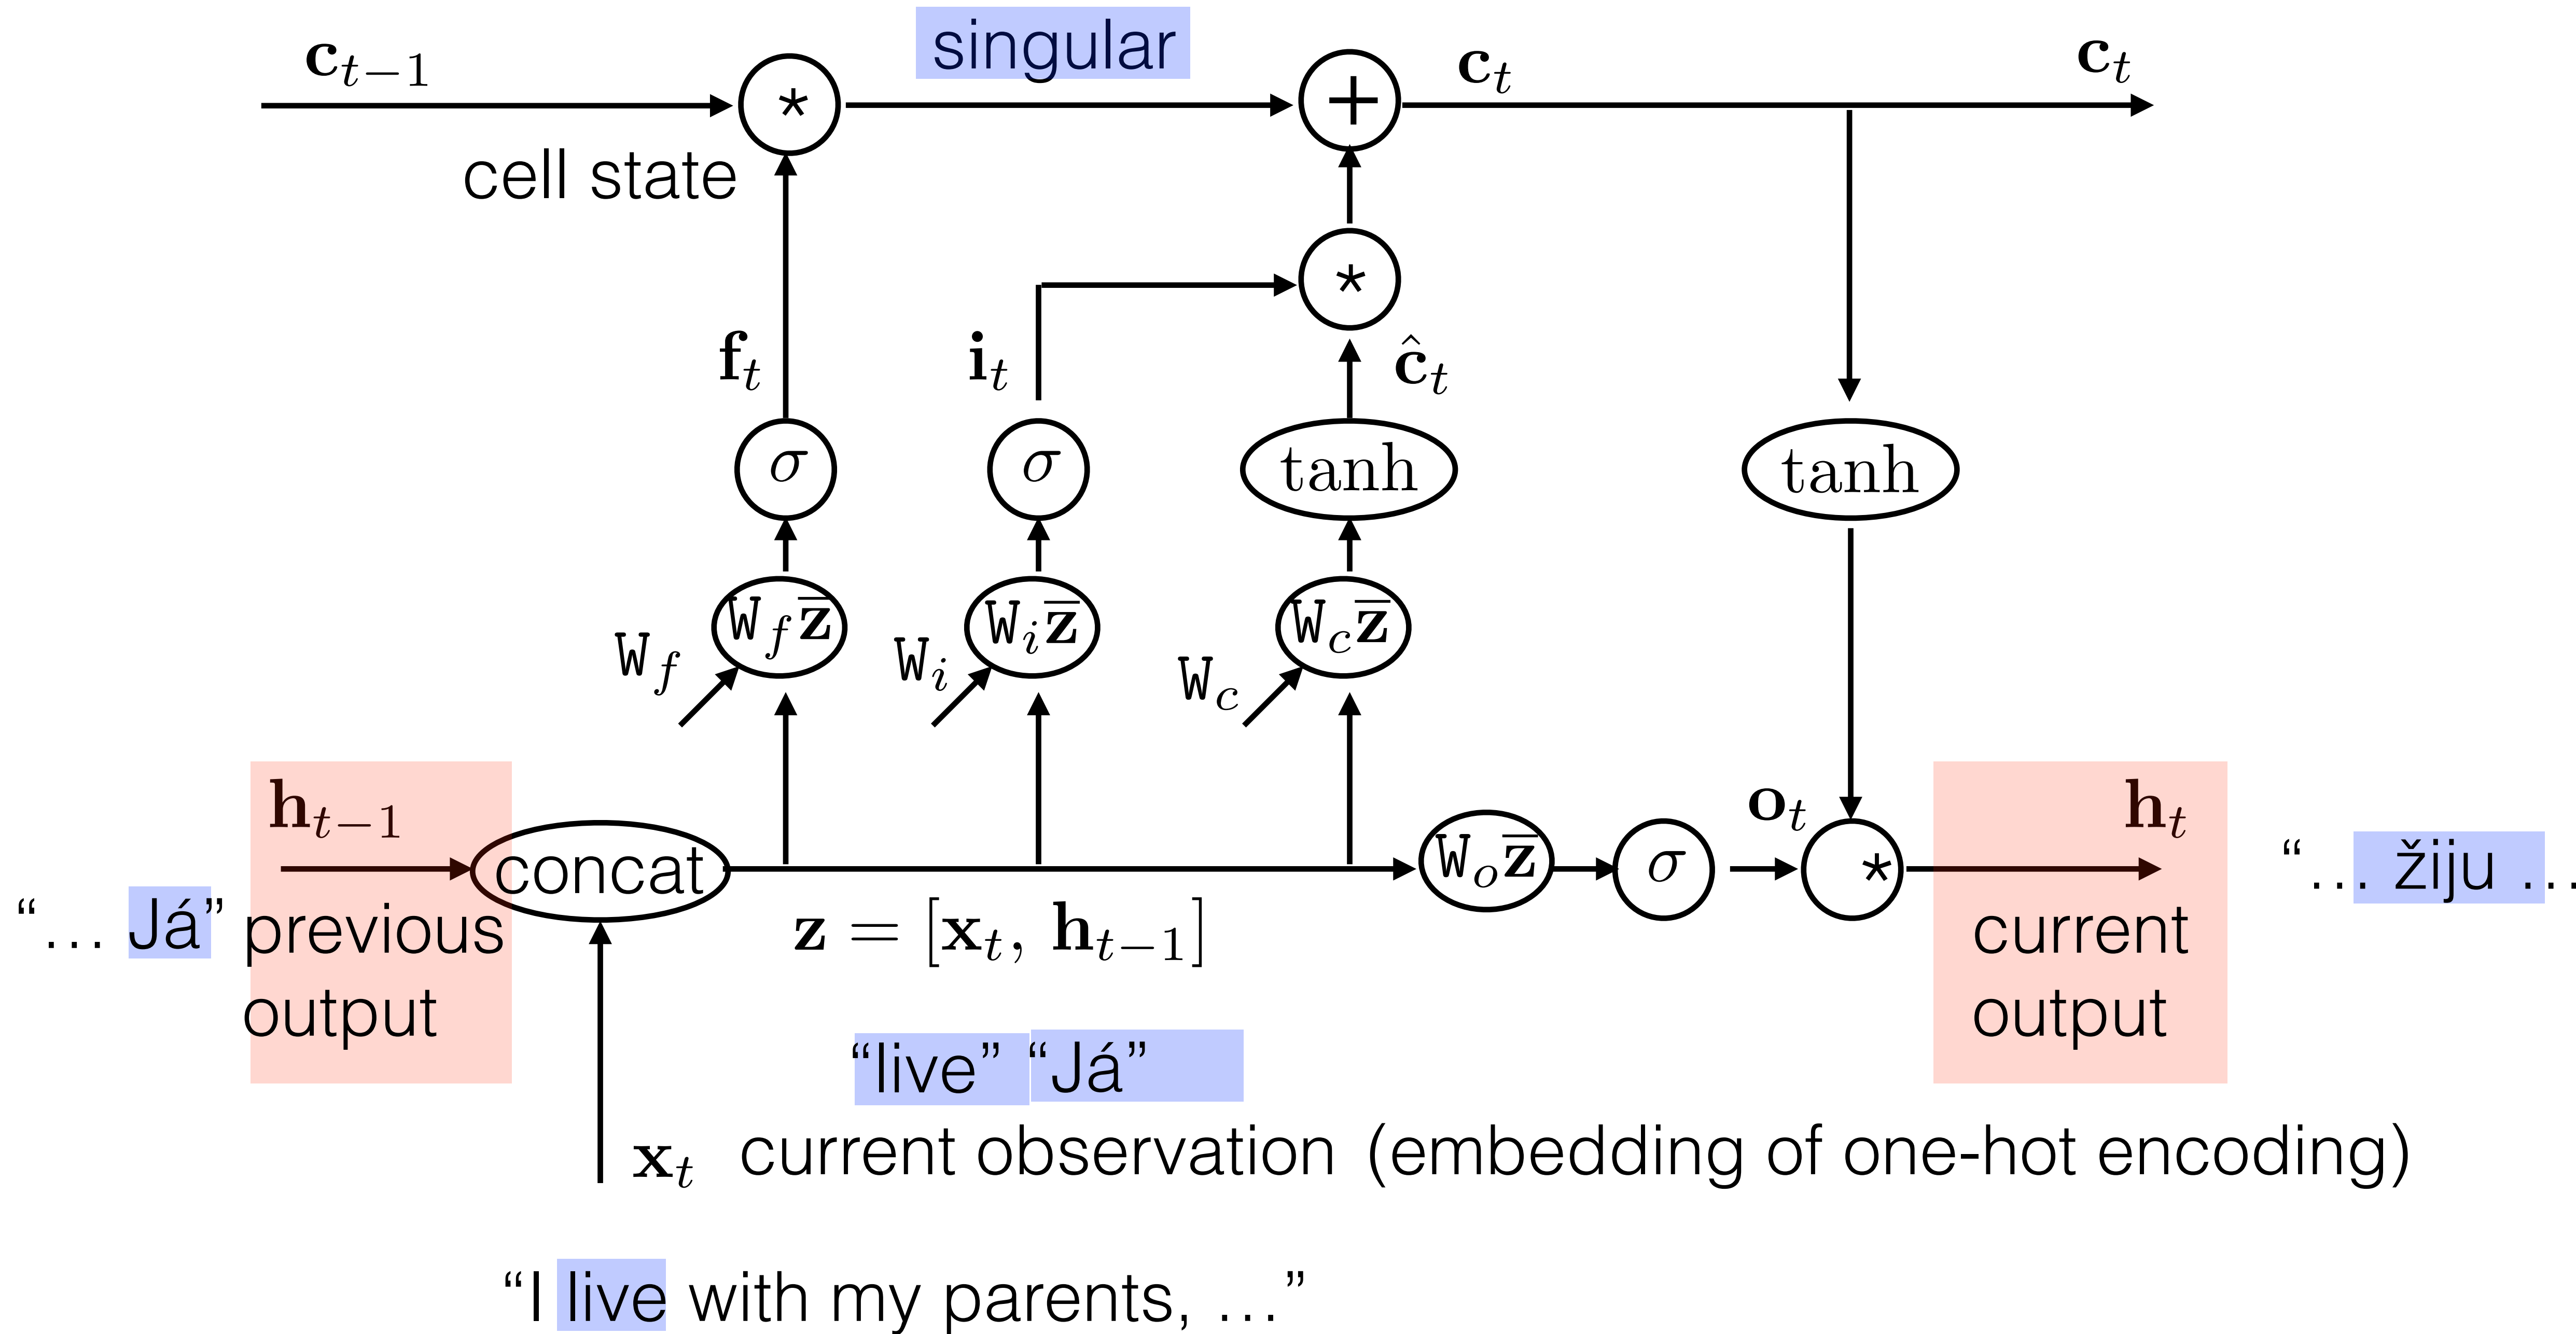 singular
c_{t−1}
c_t
c_t
*
+
cell state
*
f_t
i_t
ĉ_t
σ
σ
tanh
tanh
W_f z̅
W_i z̅
W_c z̅
W_f
W_i
W_c
h_{t−1}
o_t
h_t
concat
W_o z̅
σ
*
“… žiju …
“… Já”
previous
output
z = [x_t, h_{t−1}]
current
output
“live” “Já”
x_t current observation (embedding of one-hot encoding)
“I live with my parents, …”